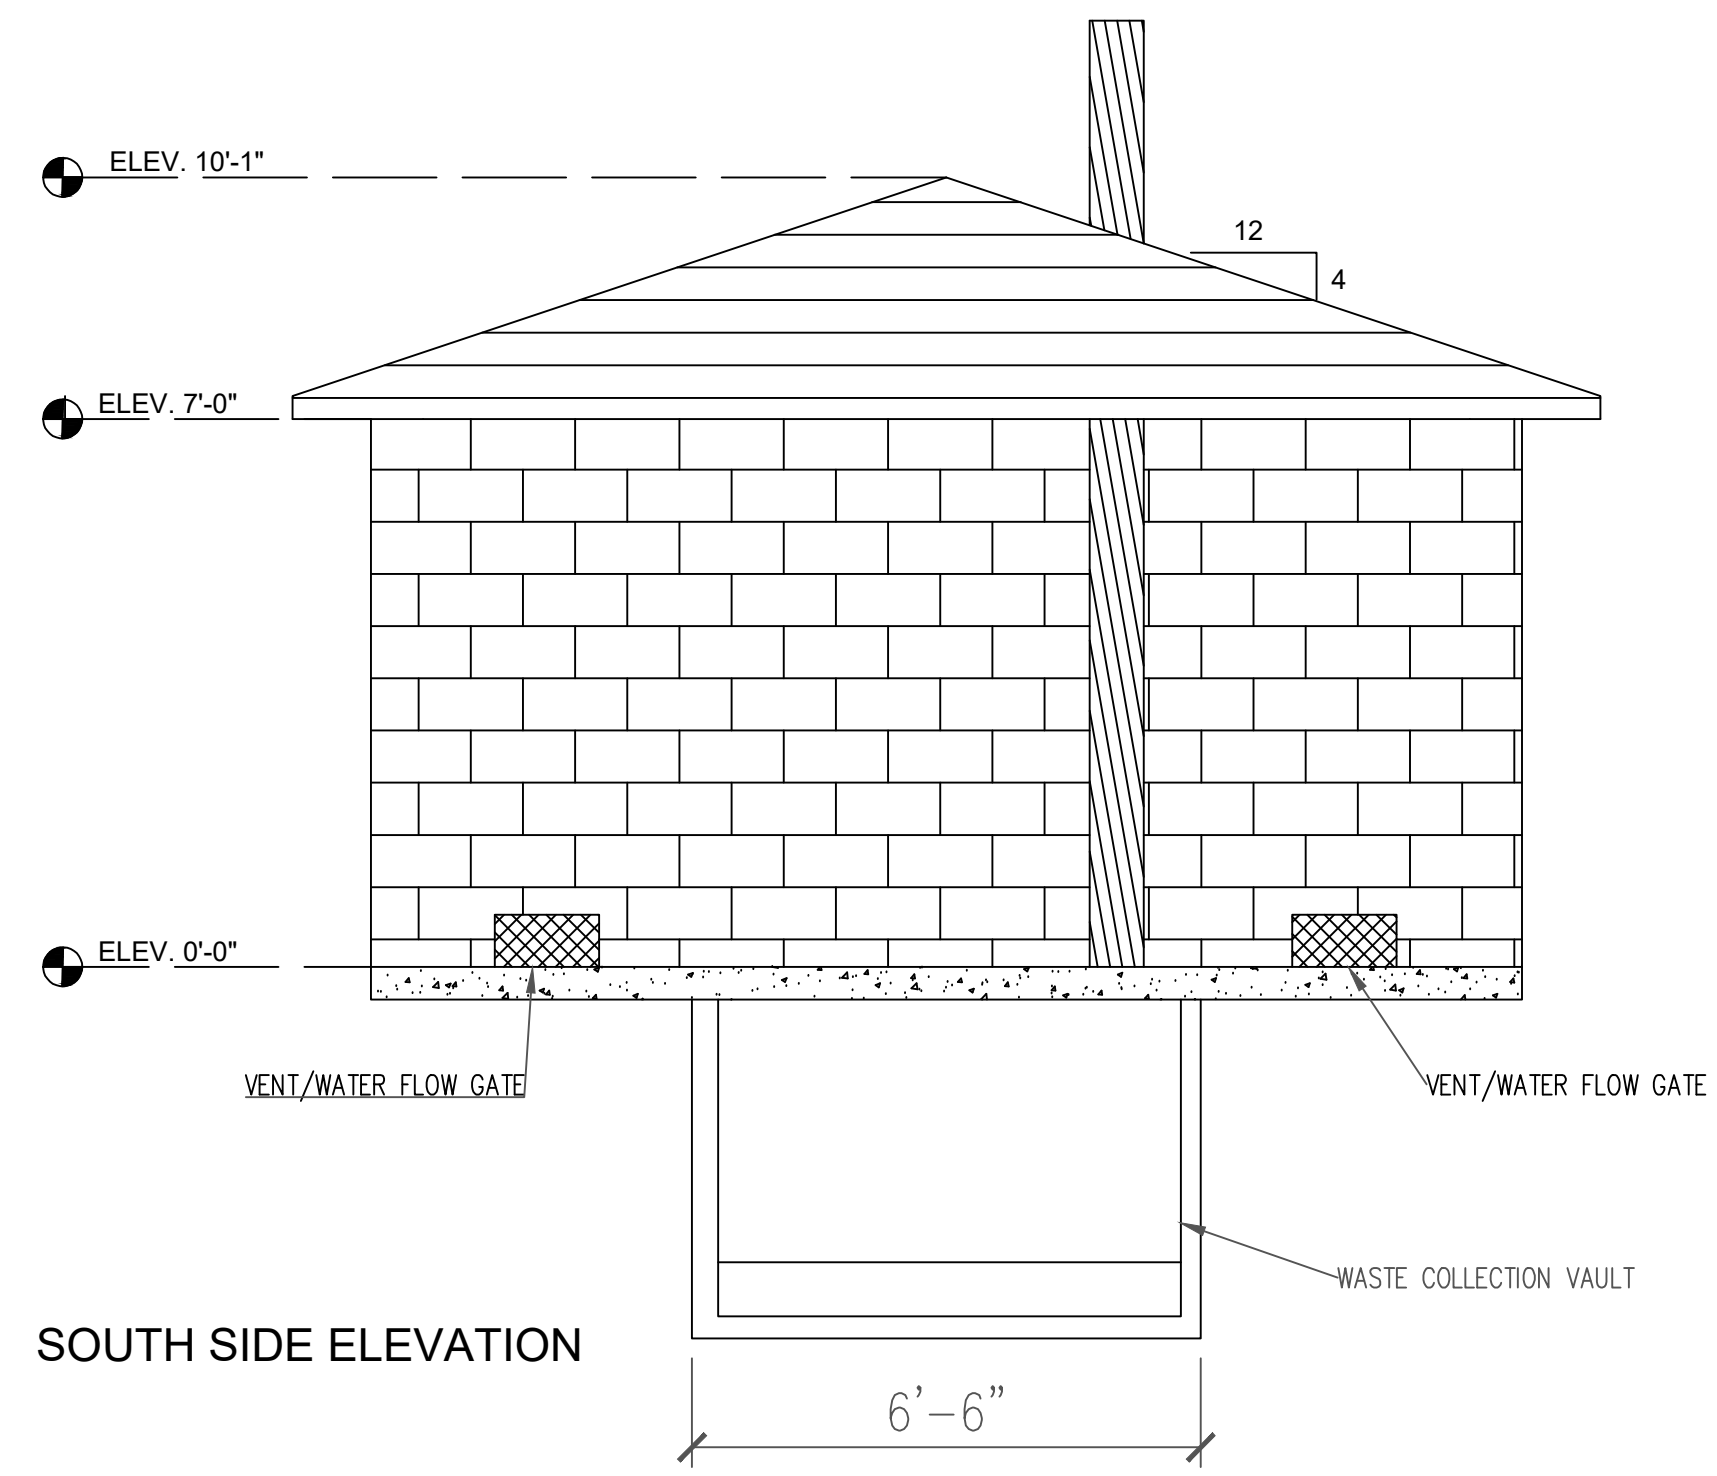 ELEV. 10'-1"
12
4
ELEV. 7'-0"
ELEV. 0'-0"
VENT/WATER FLOW GATE
VENT/WATER FLOW GATE
WASTE COLLECTION VAULT
SOUTH SIDE ELEVATION
6'-6"